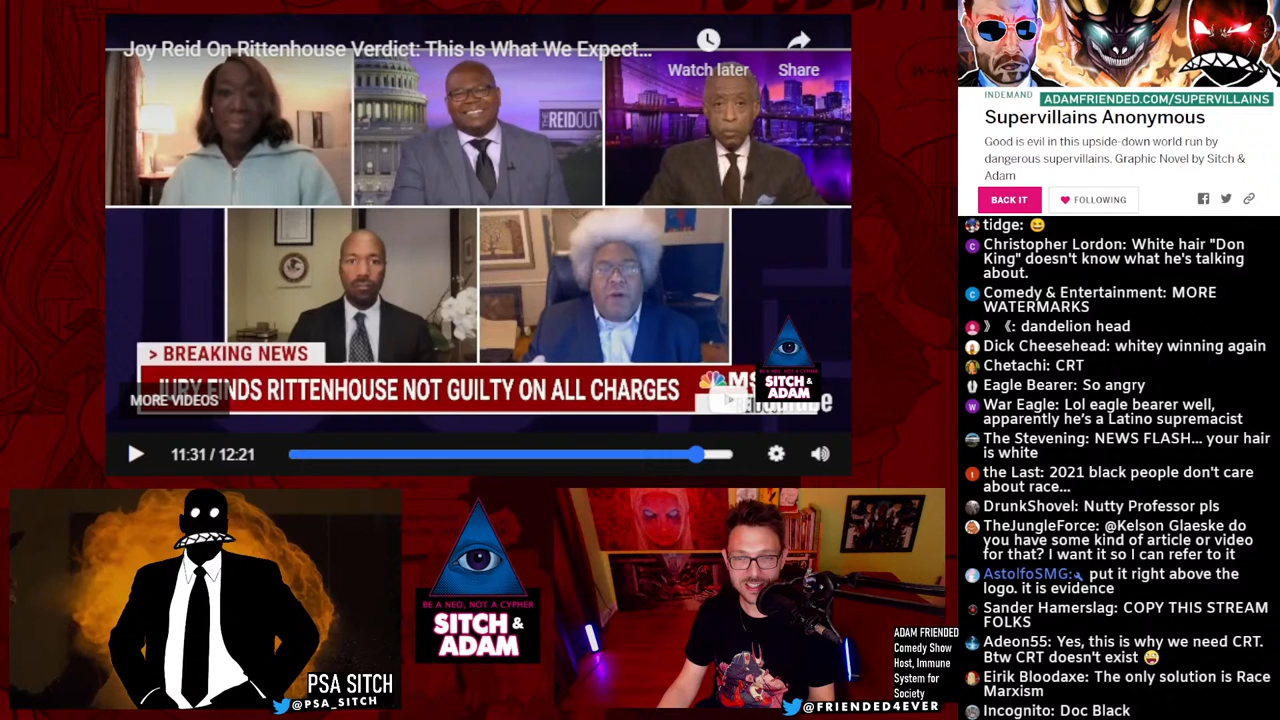 Joy Reid On Rittenhouse Verdict: This Is What We Expect...
Watch later
Share
THE REIDOUT
> BREAKING NEWS
JURY FINDS RITTENHOUSE NOT GUILTY ON ALL CHARGES
MORE VIDEOS
BE A NEO, NOT A CYPHER
SITCH &
ADAM
11:31 / 12:21
PSA SITCH
@PSA_SITCH
BE A NEO, NOT A CYPHER
SITCH &
ADAM
ADAM FRIENDED
Comedy Show
Host, Immune
System for
Society
@FRIENDED4EVER
INDEMAND
ADAMFRIENDED.COM/SUPERVILLAINS
Supervillains Anonymous
Good is evil in this upside-down world run by
dangerous supervillains. Graphic Novel by Sitch &
Adam
BACK IT
FOLLOWING
tidge: 😄
Christopher Lordon: White hair "Don
King" doesn't know what he's talking
about.
Comedy & Entertainment: MORE
WATERMARKS
》 《: dandelion head
Dick Cheesehead: whitey winning again
Chetachi: CRT
Eagle Bearer: So angry
War Eagle: Lol eagle bearer well,
apparently he's a Latino supremacist
The Stevening: NEWS FLASH... your hair
is white
the Last: 2021 black people don't care
about race...
DrunkShovel: Nutty Professor pls
TheJungleForce: @Kelson Glaeske do
you have some kind of article or video
for that? I want it so I can refer to it
AstolfoSMG: put it right above the
logo. it is evidence
Sander Hamerslag: COPY THIS STREAM
FOLKS
Adeon55: Yes, this is why we need CRT.
Btw CRT doesn't exist 😜
Eirik Bloodaxe: The only solution is Race
Marxism
Incognito: Doc Black